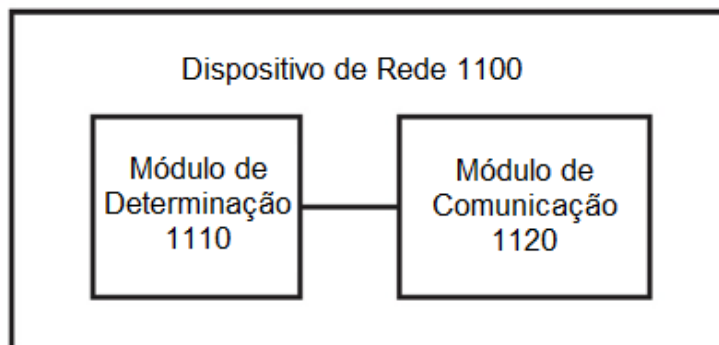 Dispositivo de Rede 1100
Módulo de
Determinação
1110
Módulo de
Comunicação
1120